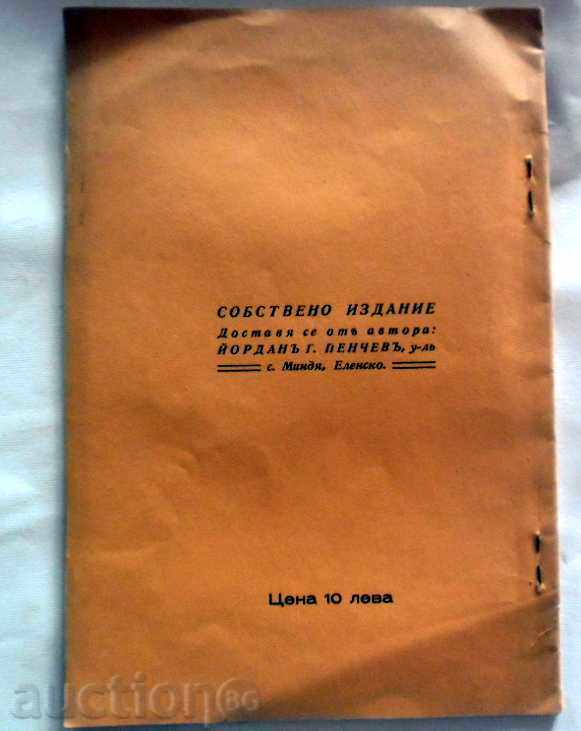 СОБСТВЕНО ИЗДАНИЕ
Доставя се отъ автора:
ЙОРДАНЪ Г. ПЕНЧЕВЪ, у-ль
с. Миндя, Еленско.
Цена 10 лева
auction BG